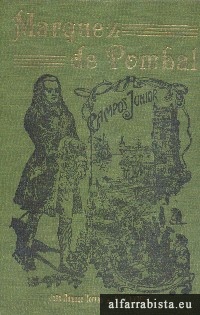 Marquez
de Pombal
CAMPOS JUNIOR
alfarrabista.eu